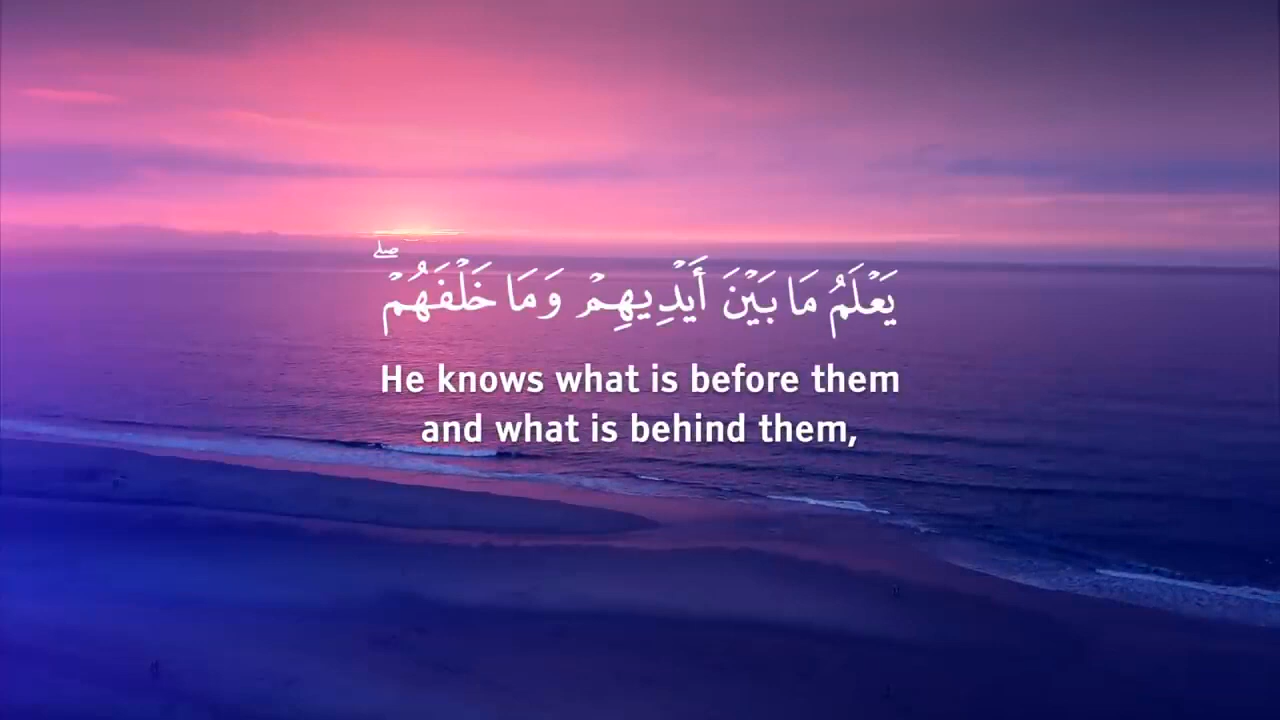 يَعْلَمُ مَا بَيْنَ أَيْدِيهِمْ وَمَا خَلْفَهُمْ ۖ
He knows what is before them
and what is behind them,